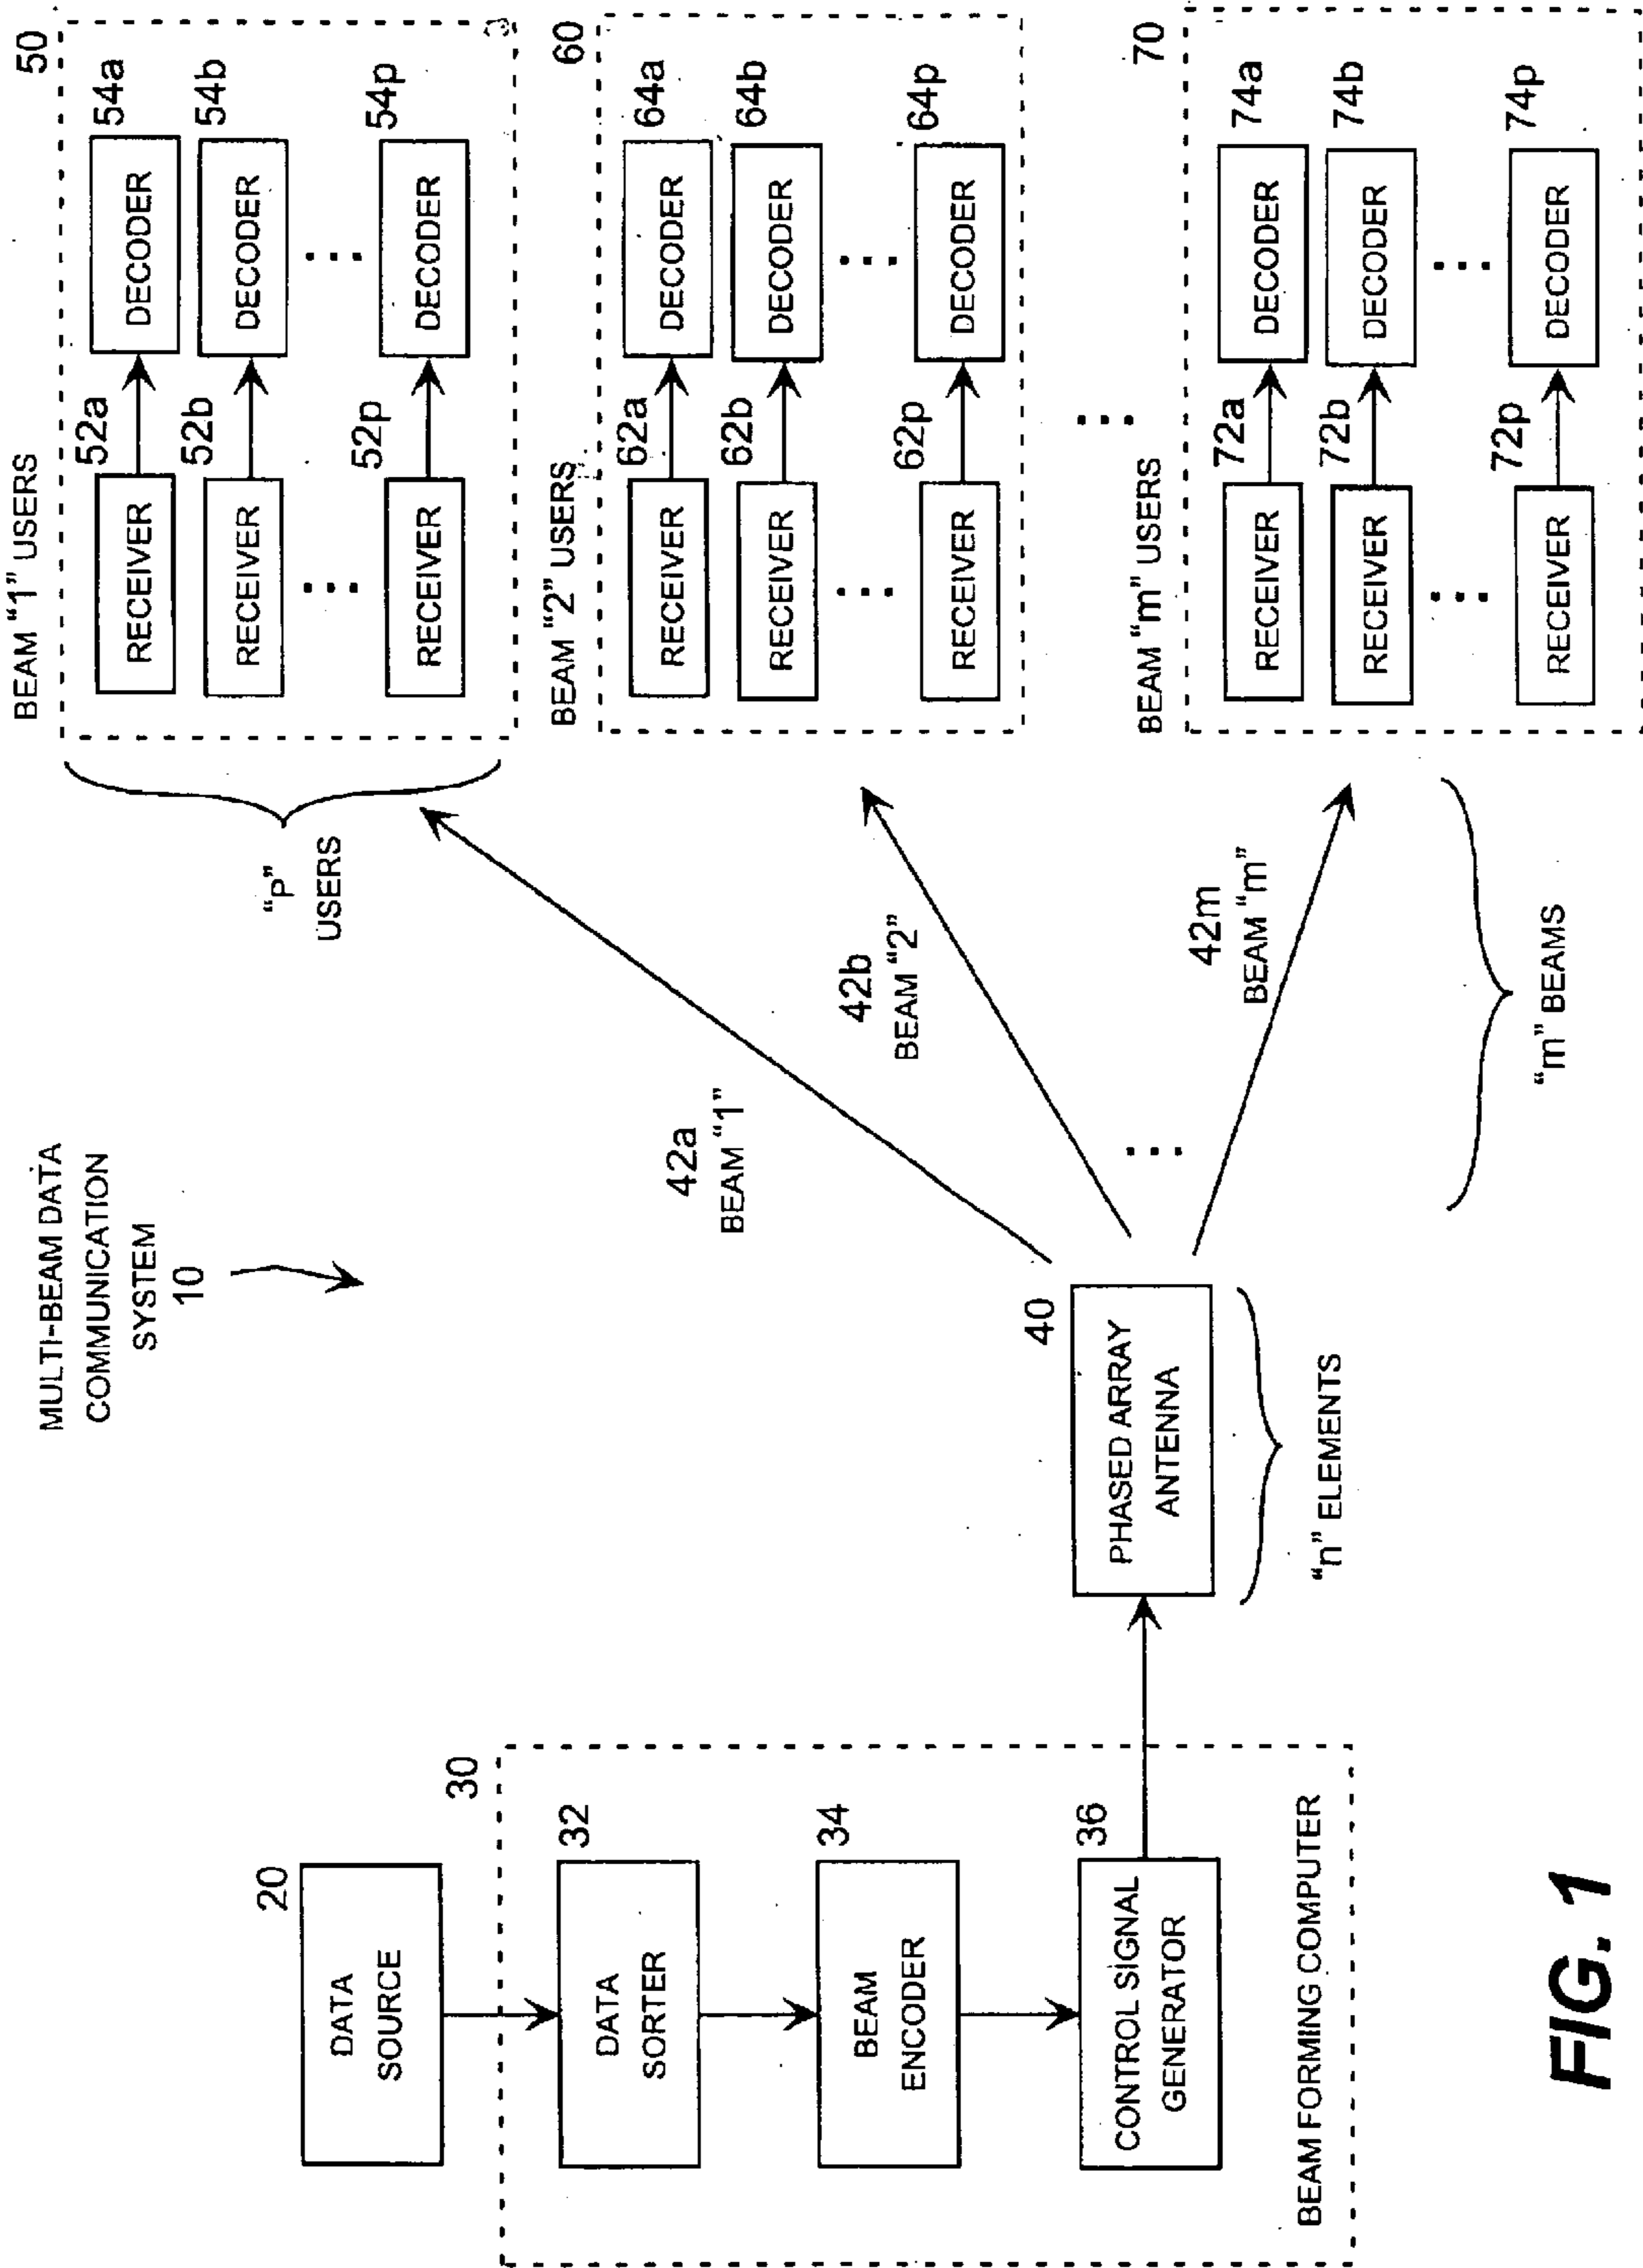 MULTI-BEAM DATA
COMMUNICATION
SYSTEM
10
20
DATA
SOURCE
30
32
DATA
SORTER
34
BEAM
ENCODER
36
CONTROL SIGNAL
GENERATOR
BEAM FORMING COMPUTER
40
PHASED ARRAY
ANTENNA
"n" ELEMENTS
42a
BEAM "1"
42b
BEAM "2"
...
42m
BEAM "m"
"m" BEAMS
"P"
USERS
BEAM "1" USERS
50
RECEIVER
52a
DECODER
54a
RECEIVER
52b
DECODER
54b
... ...
RECEIVER
52p
DECODER
54p
BEAM "2" USERS
60
RECEIVER
62a
DECODER
64a
RECEIVER
62b
DECODER
64b
... ...
RECEIVER
62p
DECODER
64p
...
BEAM "m" USERS
70
RECEIVER
72a
DECODER
74a
RECEIVER
72b
DECODER
74b
... ...
RECEIVER
72p
DECODER
74p
FIG. 1